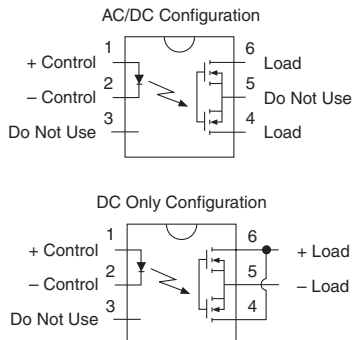 AC/DC Configuration
1 6
+ Control Load
2 5
– Control Do Not Use
3 4
Do Not Use Load
DC Only Configuration
1 6
+ Control + Load
2 5
– Control – Load
3 4
Do Not Use